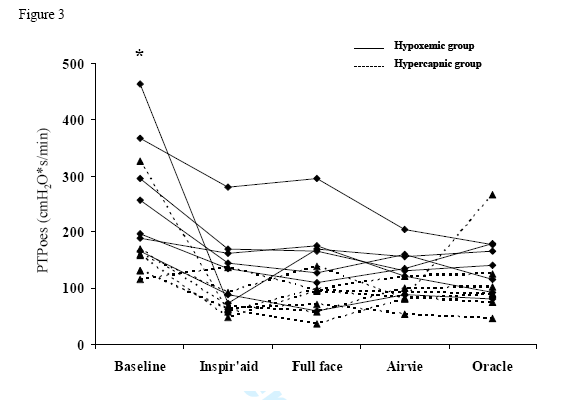 Figure 3
Hypoxemic group
Hypercapnic group
*
PTPoes (cmH₂O*s/min)
500
400
300
200
100
0
Baseline Inspir'aid Full face Airvie Oracle